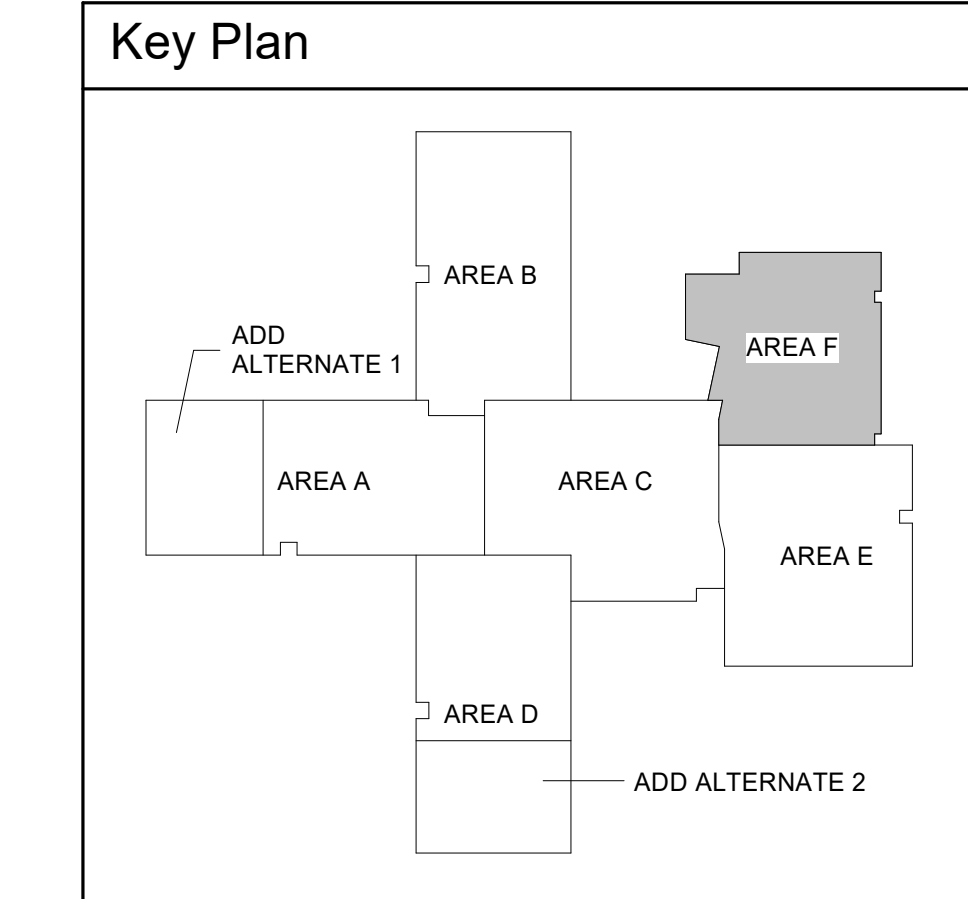 Key Plan
AREA B
ADD
ALTERNATE 1
AREA F
AREA A
AREA C
AREA E
AREA D
ADD ALTERNATE 2